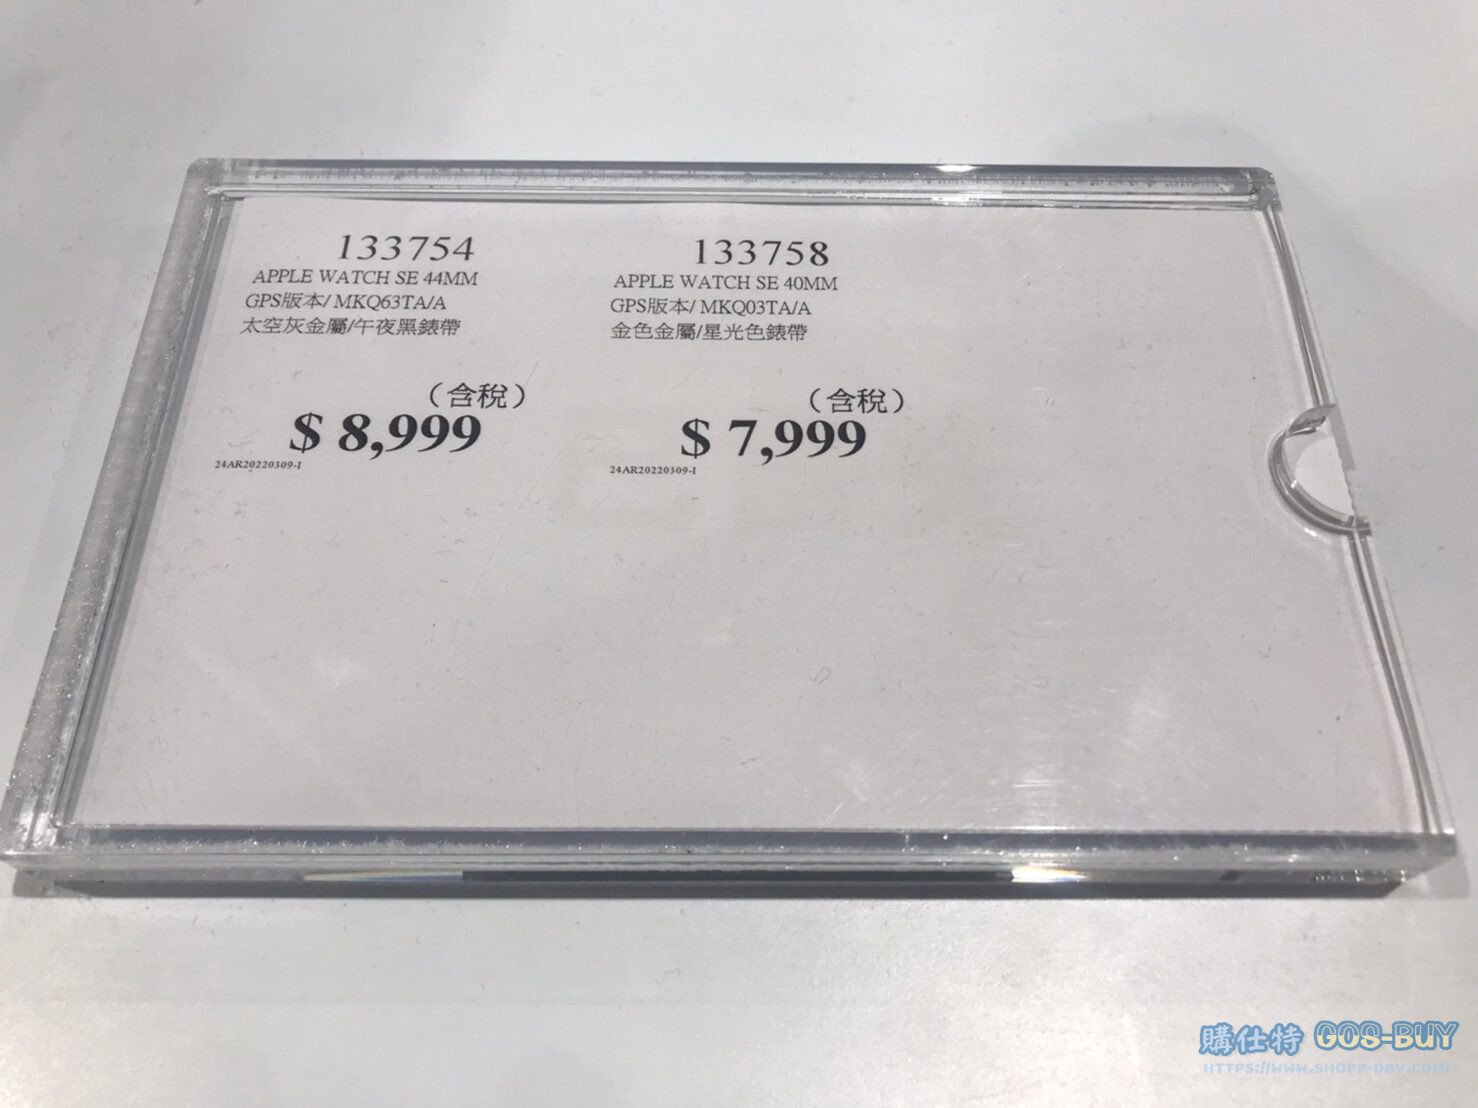 133754
APPLE WATCH SE 44MM
GPS版本/ MKQ63TA/A
太空灰金屬/午夜黑錶帶
（含稅）
$ 8,999
24AR20220309-I
133758
APPLE WATCH SE 40MM
GPS版本/ MKQ03TA/A
金色金屬/星光色錶帶
（含稅）
$ 7,999
24AR20220309-I
購仕特 GOS-BUY
HTTPS://WWW.SHOPP-DAY.COM/